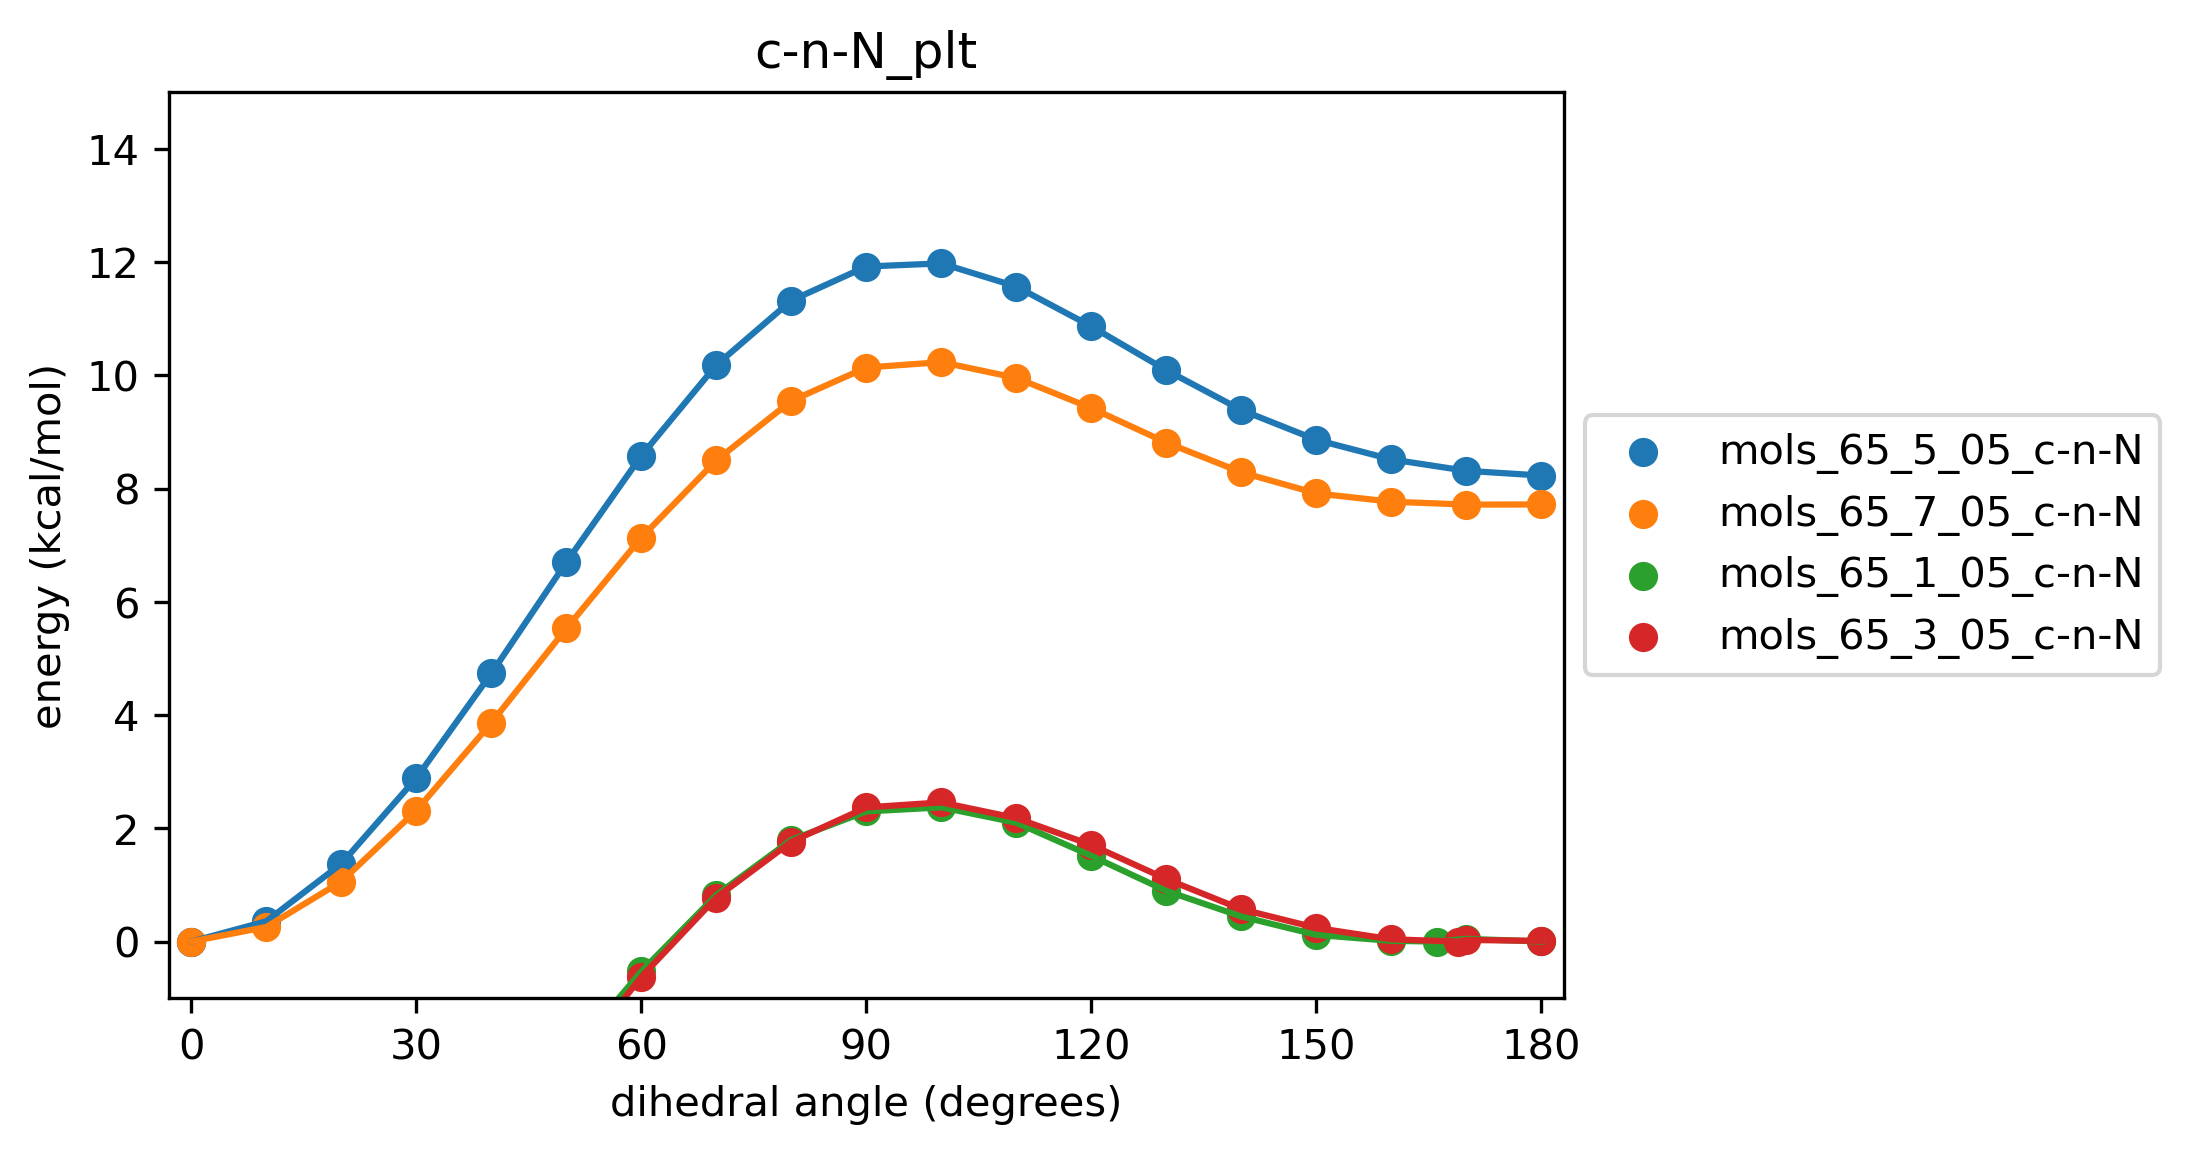 c-n-N_plt
energy (kcal/mol)
14
12
10
8
6
4
2
0
0 30 60 90 120 150 180
dihedral angle (degrees)
mols_65_5_05_c-n-N
mols_65_7_05_c-n-N
mols_65_1_05_c-n-N
mols_65_3_05_c-n-N